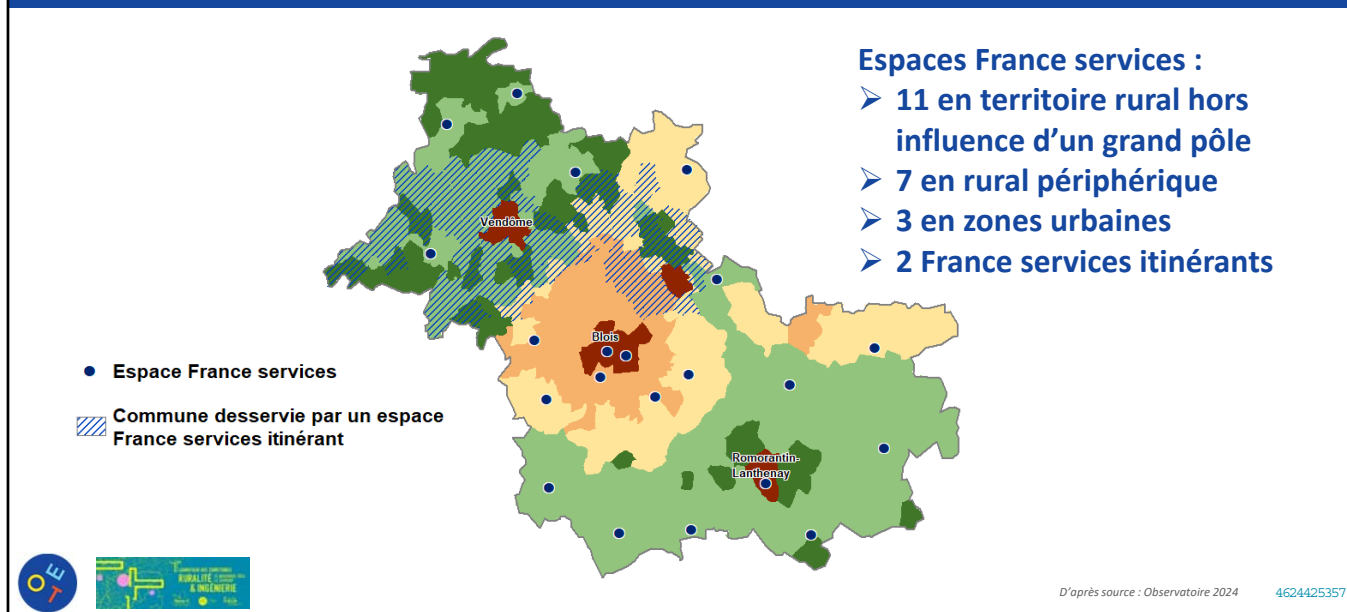 Espaces France services :
➤ 11 en territoire rural hors
influence d'un grand pôle
➤ 7 en rural périphérique
➤ 3 en zones urbaines
➤ 2 France services itinérants
Vendôme
Blois
Romorantin-
Lanthenay
Espace France services
Commune desservie par un espace
France services itinérant
O E T
RURALITÉ
& INGÉNIERIE
D'après source : Observatoire 2024
4624425357